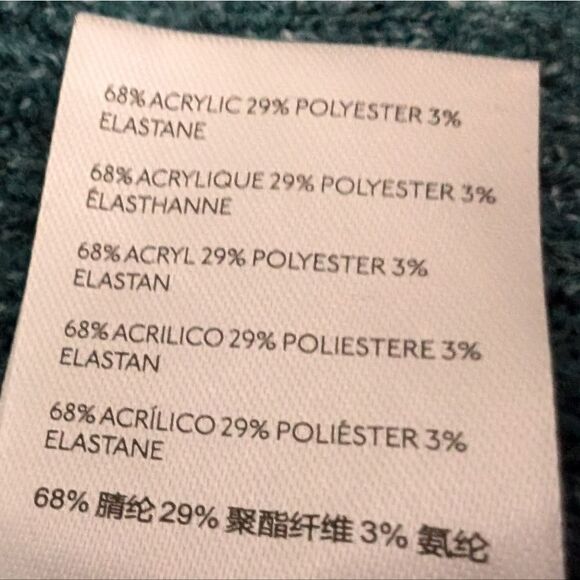 68% ACRYLIC 29% POLYESTER 3%
ELASTANE
68% ACRYLIQUE 29% POLYESTER 3%
ÉLASTHANNE
68% ACRYL 29% POLYESTER 3%
ELASTAN
68% ACRILICO 29% POLIESTERE 3%
ELASTAN
68% ACRÍLICO 29% POLIÉSTER 3%
ELASTANE
68% 腈纶 29% 聚酯纤维 3% 氨纶